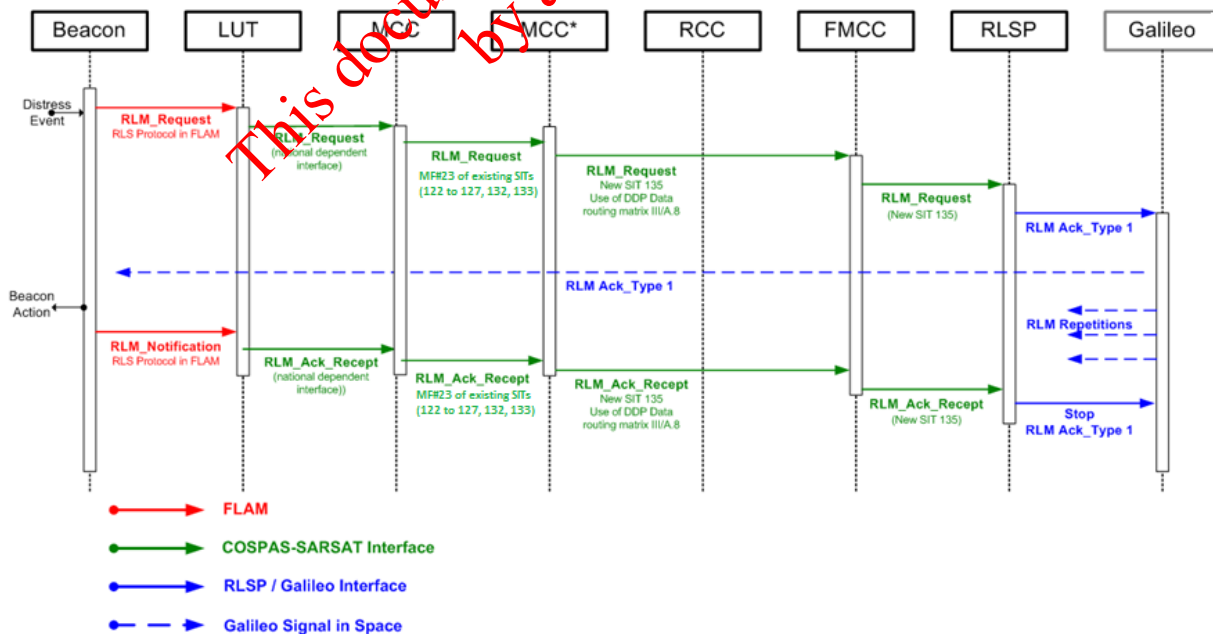 Beacon
LUT
MCC
MCC*
RCC
FMCC
RLSP
Galileo
This docu
by
Distress
Event
RLM_Request
RLS Protocol in FLAM
RLM_Request
(national dependent
interface)
RLM_Request
MF#23 of existing SITs
(122 to 127, 132, 133)
RLM_Request
New SIT 135
Use of DDP Data
routing matrix III/A.8
RLM_Request
(New SIT 135)
RLM Ack_Type 1
RLM Ack_Type 1
Beacon
Action
RLM Repetitions
RLM_Notification
RLS Protocol in FLAM
RLM_Ack_Recept
(national dependent
interface))
RLM_Ack_Recept
MF#23 of existing SITs
(122 to 127, 132, 133)
RLM_Ack_Recept
New SIT 135
Use of DDP Data
routing matrix III/A.8
RLM_Ack_Recept
(New SIT 135)
Stop
RLM Ack_Type 1
FLAM
COSPAS-SARSAT Interface
RLSP / Galileo Interface
Galileo Signal in Space